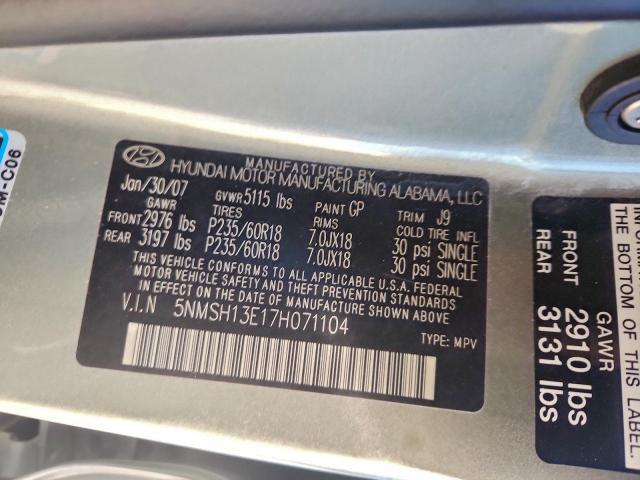 MANUFACTURED BY
HYUNDAI MOTOR MANUFACTURING ALABAMA, LLC
Jan/30/07 GVWR 5115 lbs PAINT GP TRIM J9
GAWR TIRES RIMS COLD TIRE INFL
FRONT 2976 lbs P235/60R18 7.0JX18 30 psi SINGLE
REAR 3197 lbs P235/60R18 7.0JX18 30 psi SINGLE
THIS VEHICLE CONFORMS TO ALL APPLICABLE U.S.A. FEDERAL
MOTOR VEHICLE SAFETY AND THEFT PREVENTION STANDARDS
IN EFFECT ON THE DATE OF MANUFACTURE SHOWN ABOVE
V.I.N 5NMSH13E17H071104
TYPE: MPV
M-C06
GAWR
FRONT 2910 lbs
REAR 3131 lbs
THE BOTTOM OF THIS LABEL.